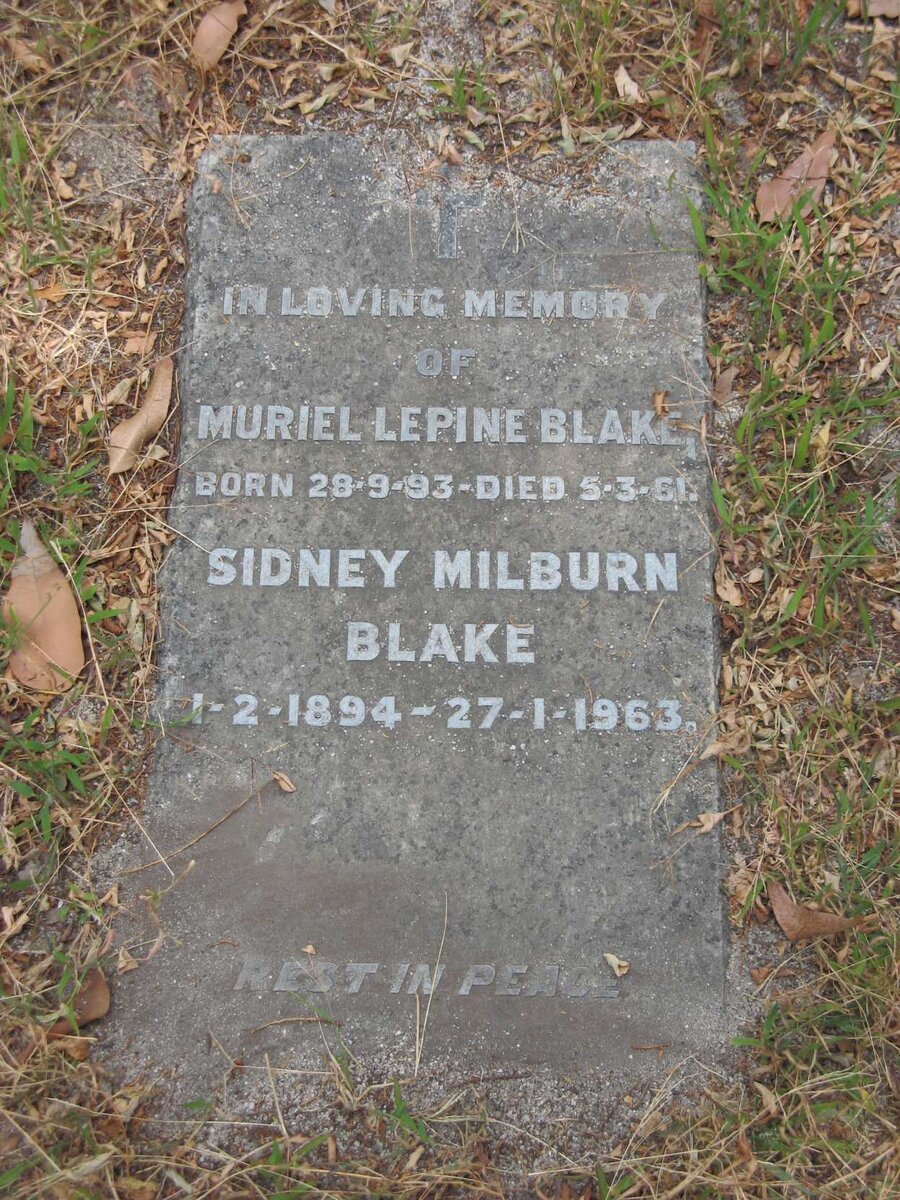 IN LOVING MEMORY
OF
MURIEL LEPINE BLAKE,
BORN 28-9-93-DIED 5-3-61.
SIDNEY MILBURN
BLAKE
1-2-1894-27-1-1963.
REST IN PEACE